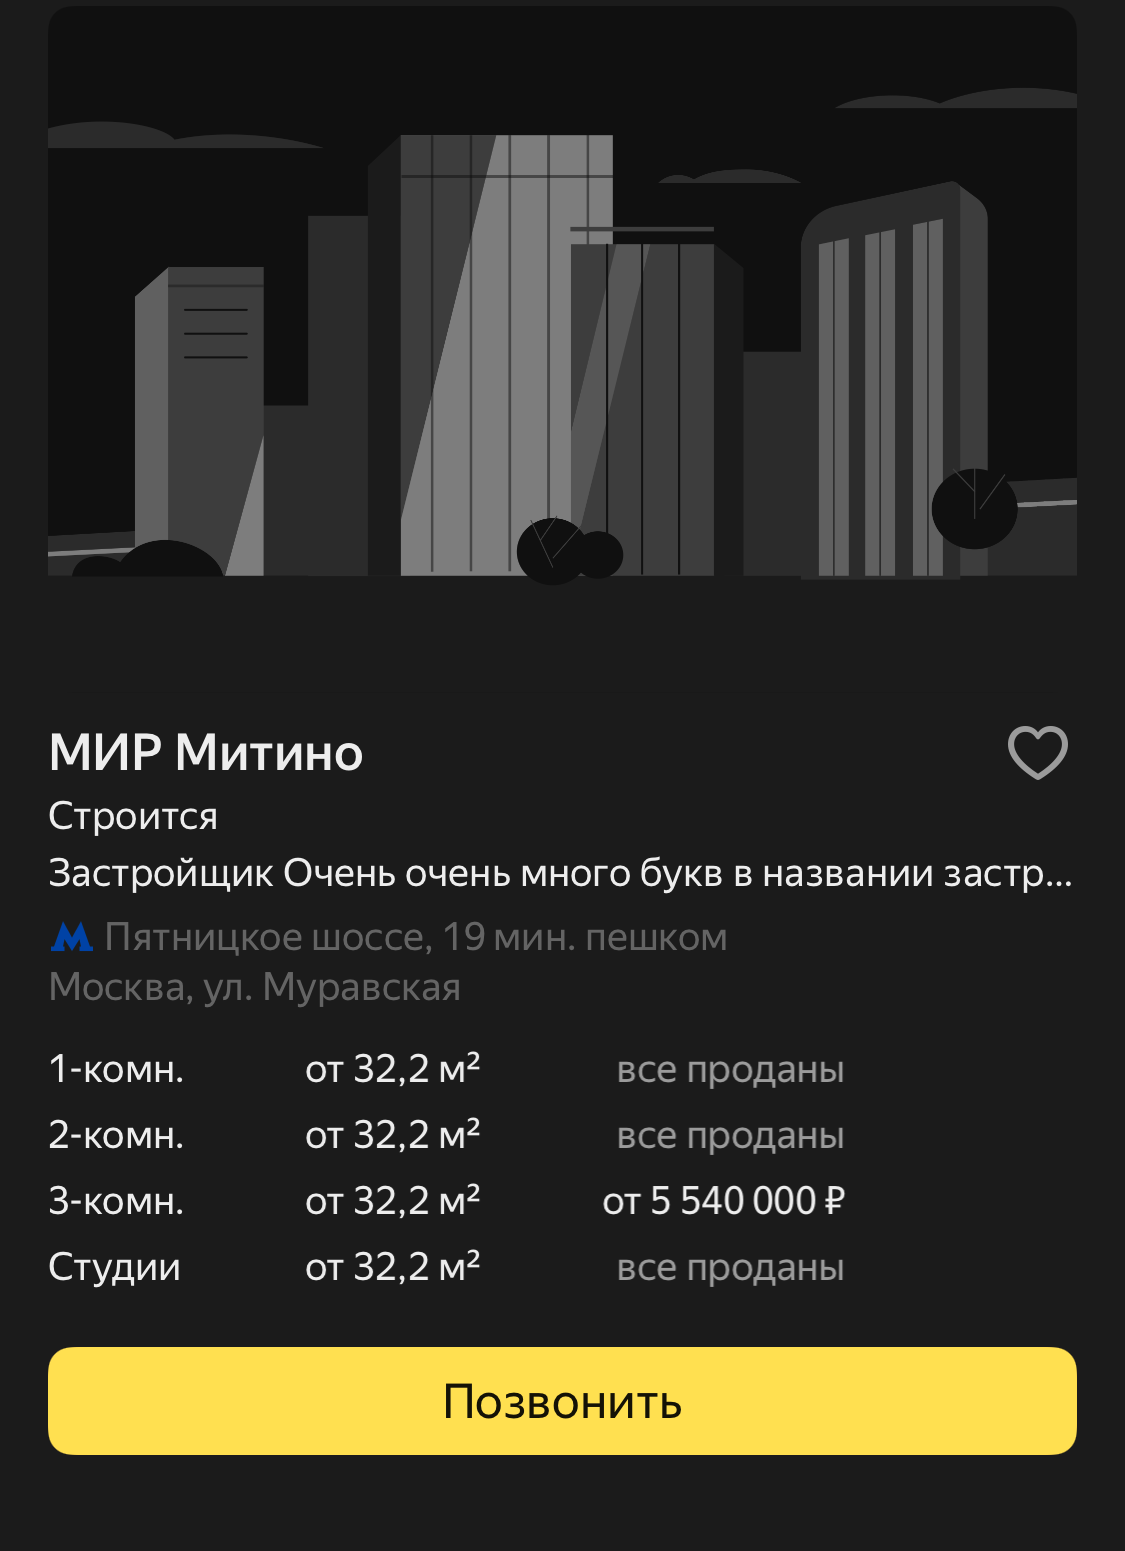 МИР Митино
Строится
Застройщик Очень очень много букв в названии застр...
Пятницкое шоссе, 19 мин. пешком
Москва, ул. Муравская
1-комн. от 32,2 м² все проданы
2-комн. от 32,2 м² все проданы
3-комн. от 32,2 м² от 5 540 000 ₽
Студии от 32,2 м² все проданы
Позвонить